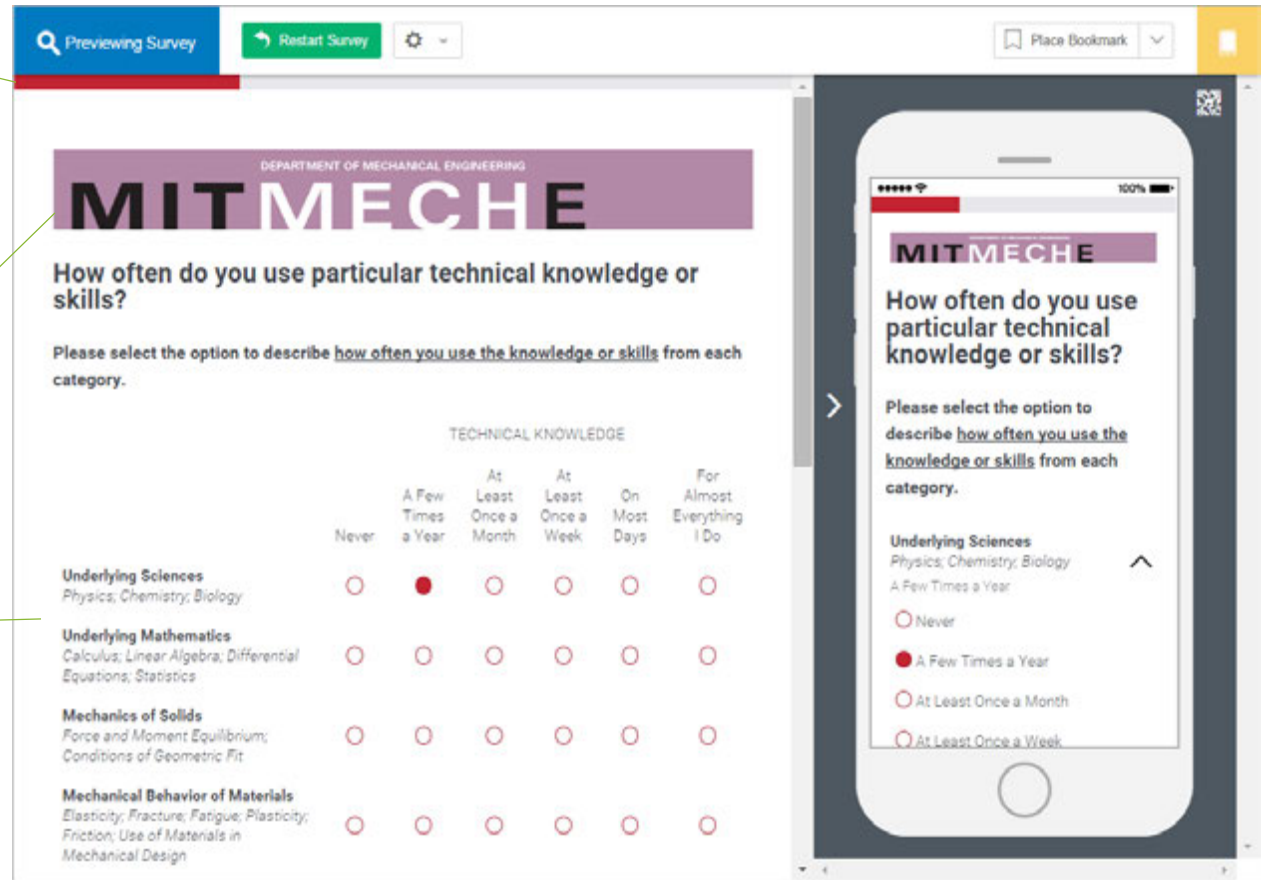 Previewing Survey
Restart Survey
Place Bookmark
DEPARTMENT OF MECHANICAL ENGINEERING
MITMECHE
How often do you use particular technical knowledge or
skills?
Please select the option to describe how often you use the knowledge or skills from each
category.
TECHNICAL KNOWLEDGE
Never
A Few
Times
a Year
At
Least
Once a
Month
At
Least
Once a
Week
On
Most
Days
For
Almost
Everything
I Do
Underlying Sciences
Physics; Chemistry; Biology
Underlying Mathematics
Calculus; Linear Algebra; Differential
Equations; Statistics
Mechanics of Solids
Force and Moment Equilibrium;
Conditions of Geometric Fit
Mechanical Behavior of Materials
Elasticity; Fracture; Fatigue; Plasticity;
Friction; Use of Materials in
Mechanical Design
100%
DEPARTMENT OF MECHANICAL ENGINEERING
MITMECHE
How often do you use
particular technical
knowledge or skills?
Please select the option to
describe how often you use the
knowledge or skills from each
category.
Underlying Sciences
Physics; Chemistry; Biology
A Few Times a Year
Never
A Few Times a Year
At Least Once a Month
At Least Once a Week